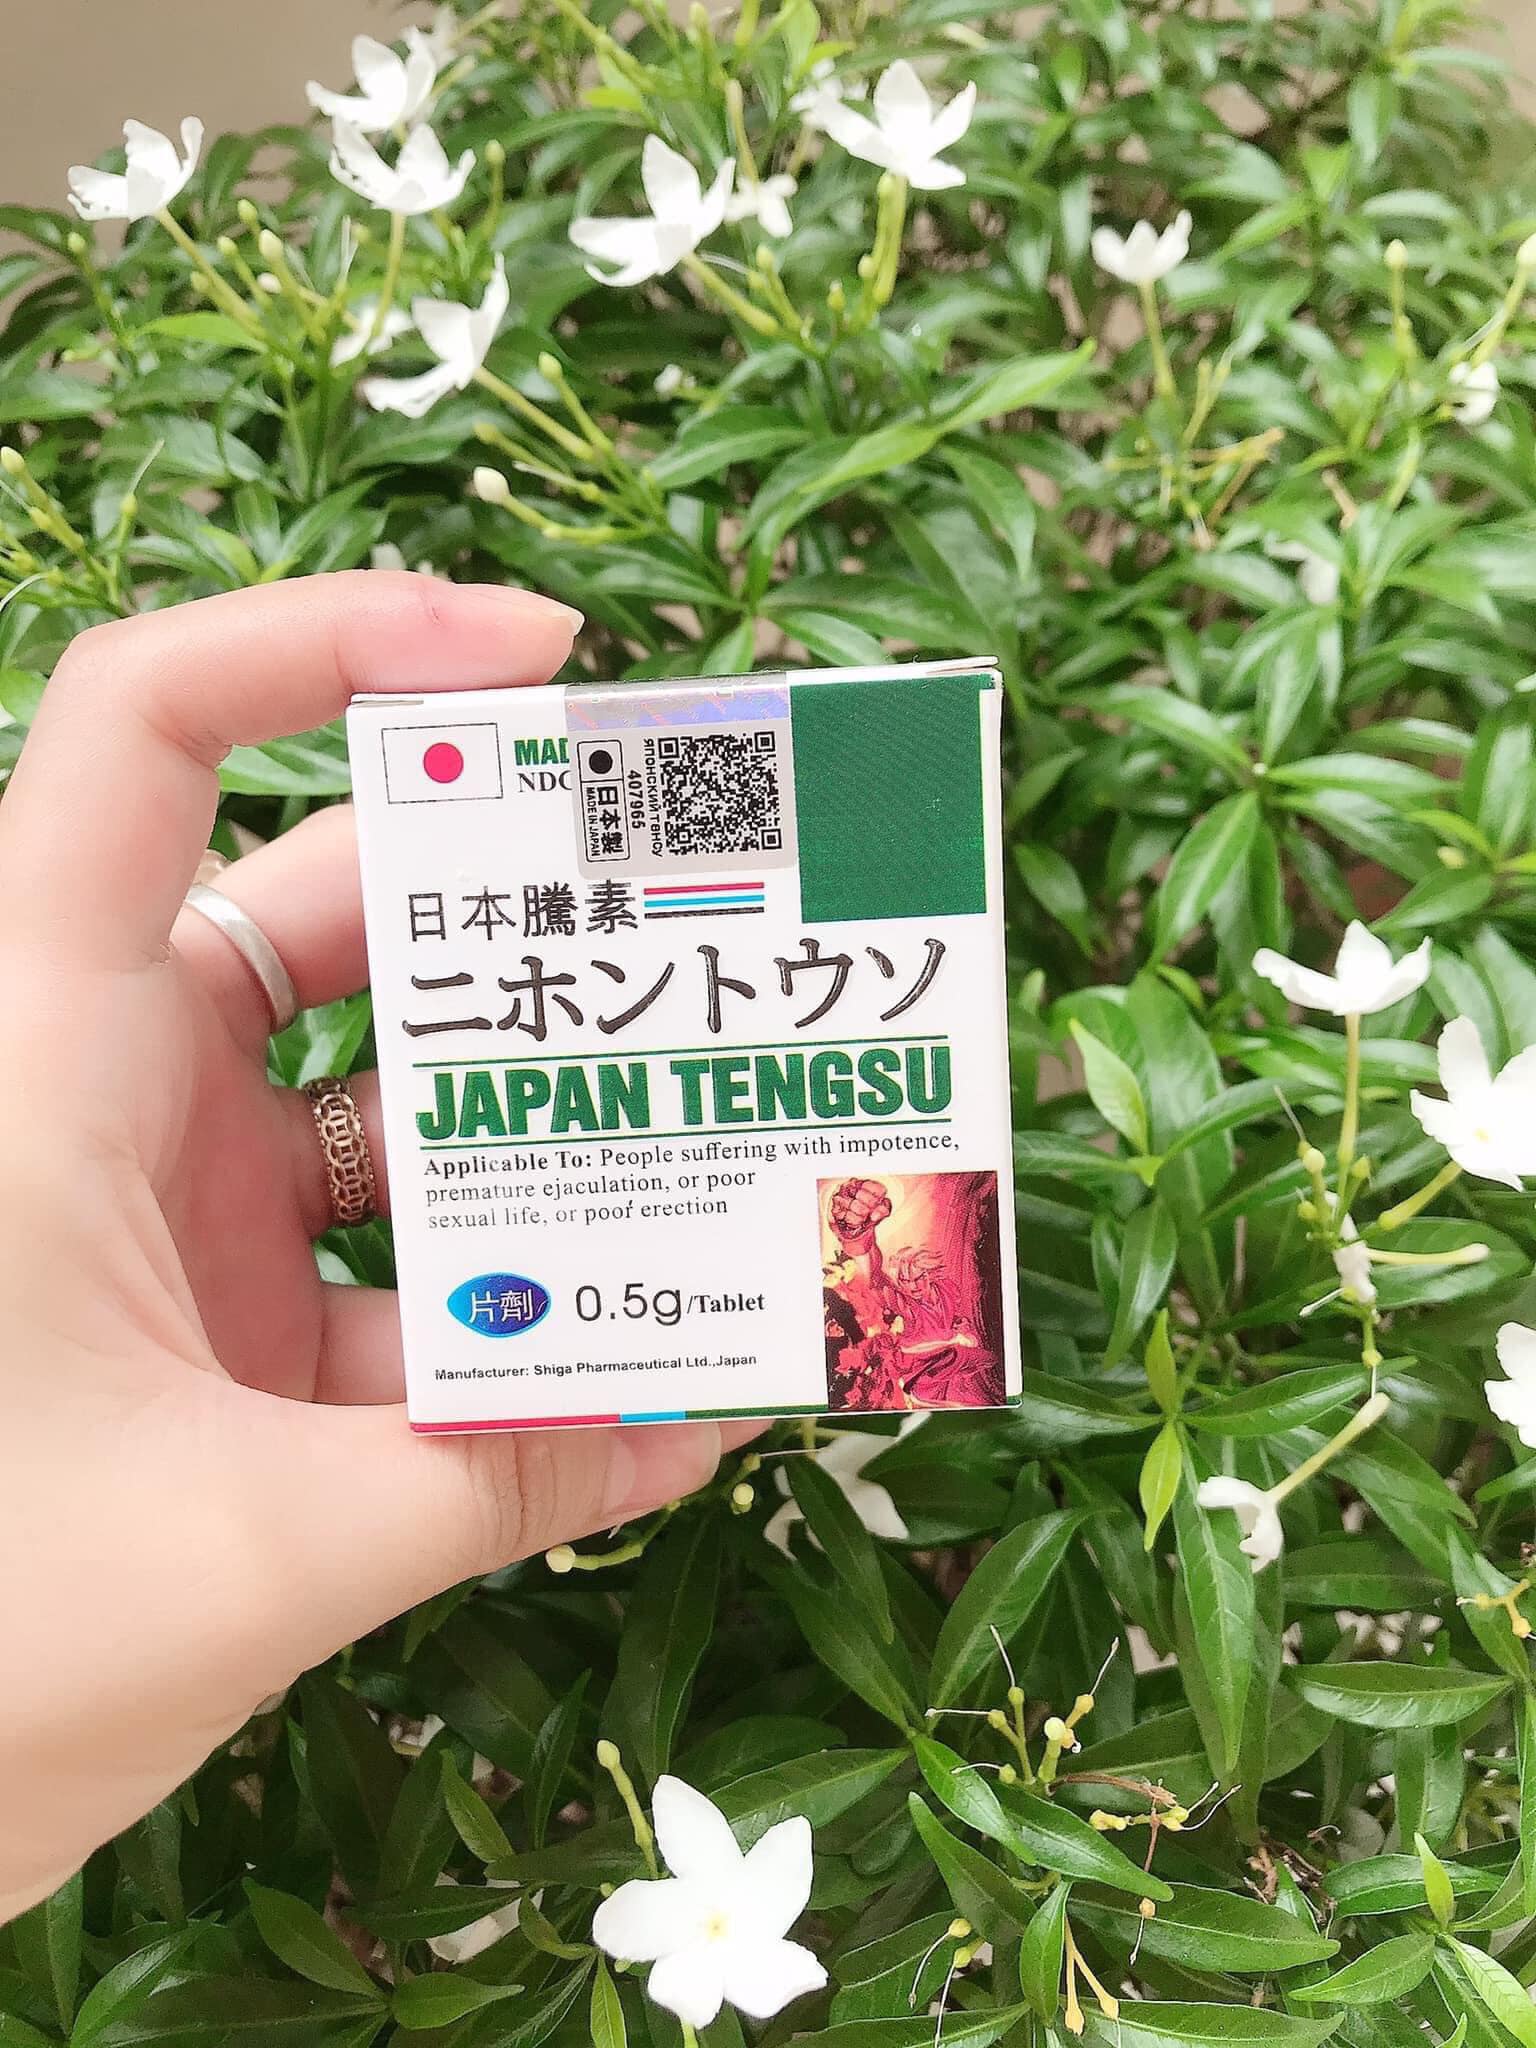 MAD
NDC
日本製
MADE IN JAPAN
407965
ЯПОНСКИЙ ТВНСУ
日本騰素
ニホントウソ
JAPAN TENGSU
Applicable To: People suffering with impotence,
premature ejaculation, or poor
sexual life, or poor erection
片劑
0.5g/Tablet
Manufacturer: Shiga Pharmaceutical Ltd.,Japan